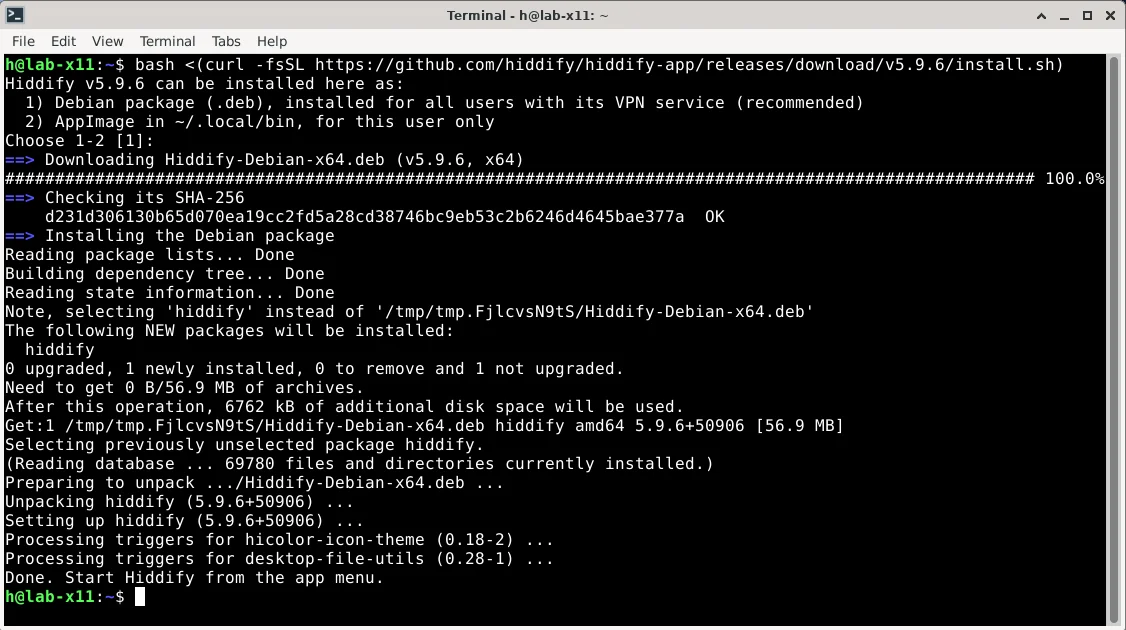 Terminal - h@lab-x11: ~
File Edit View Terminal Tabs Help
h@lab-x11:~$ bash <(curl -fsSL https://github.com/hiddify/hiddify-app/releases/download/v5.9.6/install.sh)
Hiddify v5.9.6 can be installed here as:
  1) Debian package (.deb), installed for all users with its VPN service (recommended)
  2) AppImage in ~/.local/bin, for this user only
Choose 1-2 [1]:
==> Downloading Hiddify-Debian-x64.deb (v5.9.6, x64)
####################################################################################################### 100.0%
==> Checking its SHA-256
    d231d306130b65d070ea19cc2fd5a28cd38746bc9eb53c2b6246d4645bae377a  OK
==> Installing the Debian package
Reading package lists... Done
Building dependency tree... Done
Reading state information... Done
Note, selecting 'hiddify' instead of '/tmp/tmp.FjlcvsN9tS/Hiddify-Debian-x64.deb'
The following NEW packages will be installed:
  hiddify
0 upgraded, 1 newly installed, 0 to remove and 1 not upgraded.
Need to get 0 B/56.9 MB of archives.
After this operation, 6762 kB of additional disk space will be used.
Get:1 /tmp/tmp.FjlcvsN9tS/Hiddify-Debian-x64.deb hiddify amd64 5.9.6+50906 [56.9 MB]
Selecting previously unselected package hiddify.
(Reading database ... 69780 files and directories currently installed.)
Preparing to unpack .../Hiddify-Debian-x64.deb ...
Unpacking hiddify (5.9.6+50906) ...
Setting up hiddify (5.9.6+50906) ...
Processing triggers for hicolor-icon-theme (0.18-2) ...
Processing triggers for desktop-file-utils (0.28-1) ...
Done. Start Hiddify from the app menu.
h@lab-x11:~$